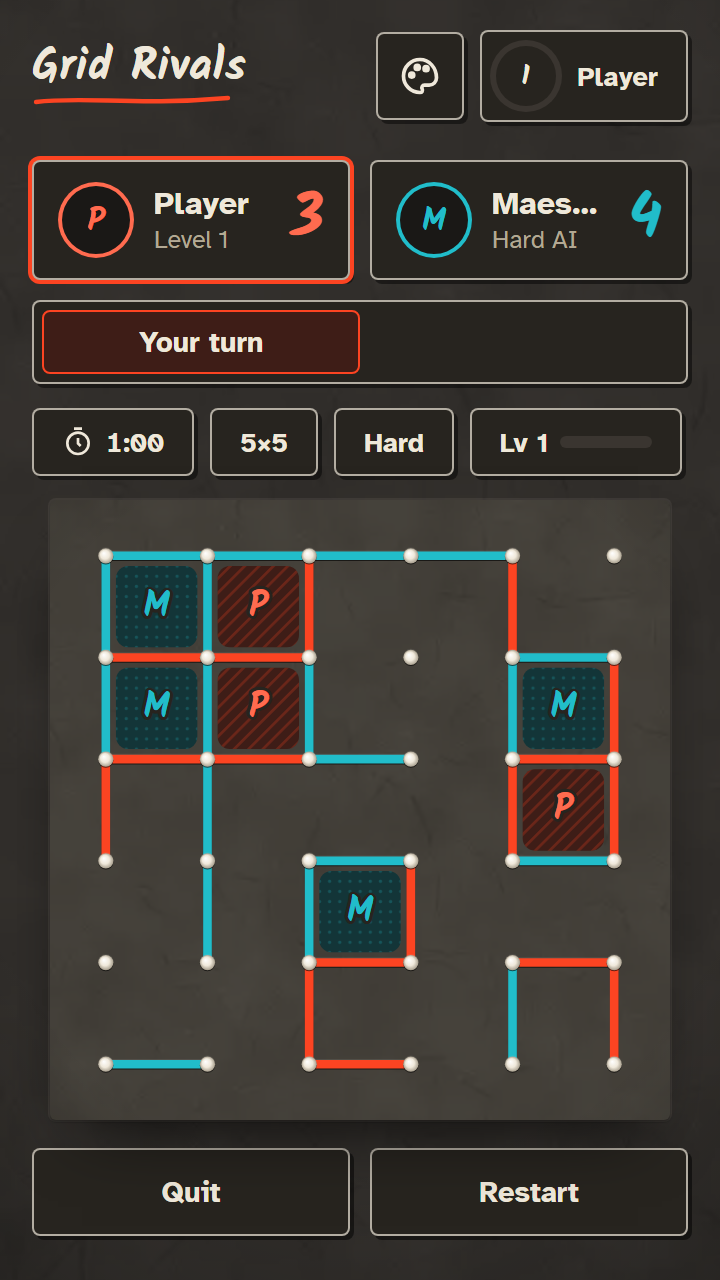 Grid Rivals
1 Player
P Player 3
Level 1
M Maes... 4
Hard AI
Your turn
1:00 5×5 Hard Lv 1
M P
M P M
P
M
Quit Restart